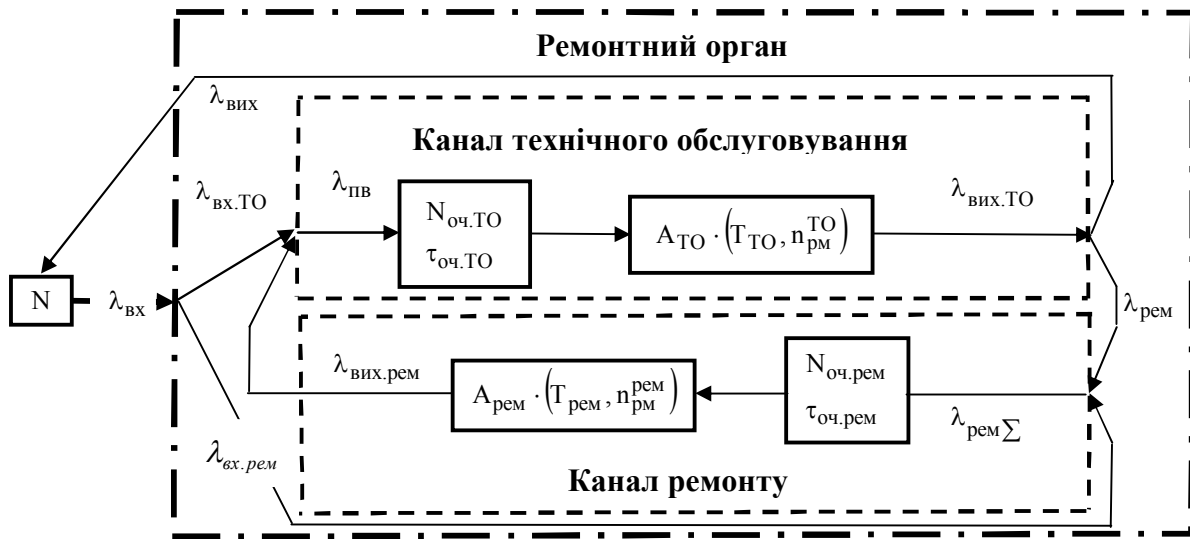 Ремонтний орган
λвих
Канал технічного обслуговування
λвх.ТО
λпв
Nоч.ТО
τоч.ТО
AТО · (TТО, nрмТО)
λвих.ТО
N
λвх
λрем
λвих.рем
Aрем · (Tрем, nрмрем)
Nоч.рем
τоч.рем
λрем∑
λвх.рем
Канал ремонту